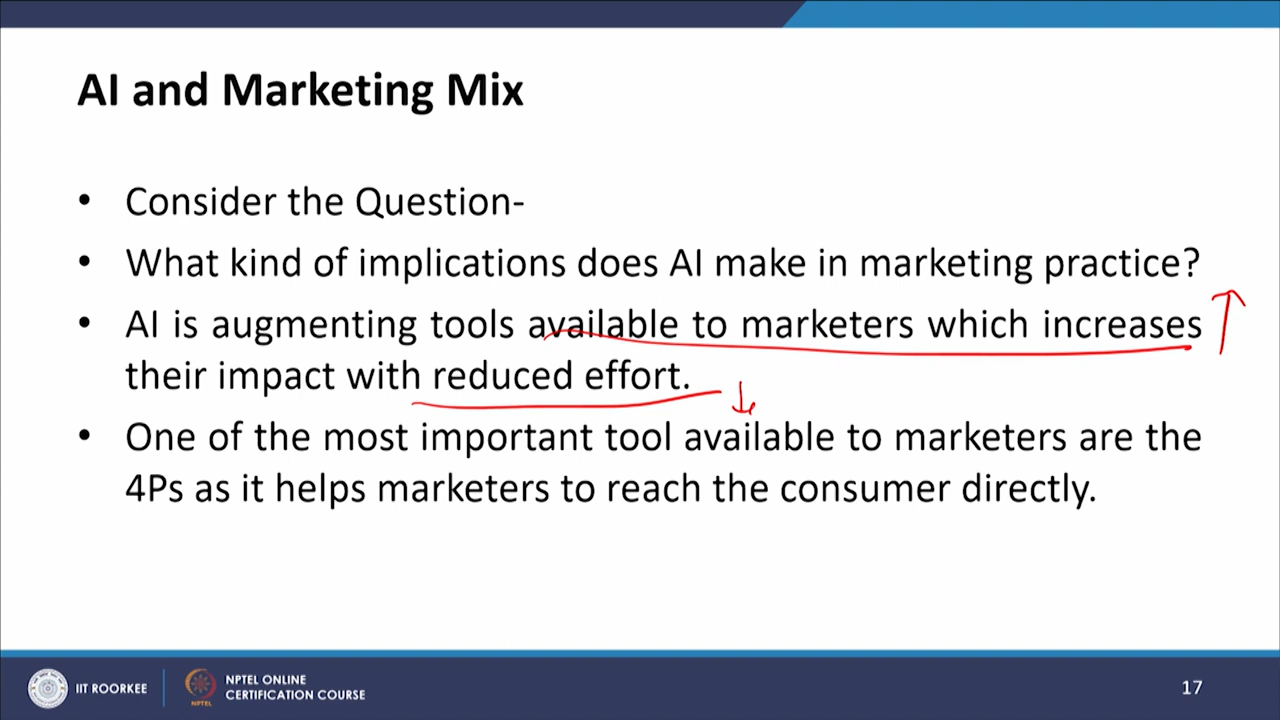 AI and Marketing Mix
• Consider the Question-
• What kind of implications does AI make in marketing practice?
• AI is augmenting tools available to marketers which increases
their impact with reduced effort.
• One of the most important tool available to marketers are the
4Ps as it helps marketers to reach the consumer directly.
IIT ROORKEE
NPTEL
NPTEL ONLINE
CERTIFICATION COURSE
17